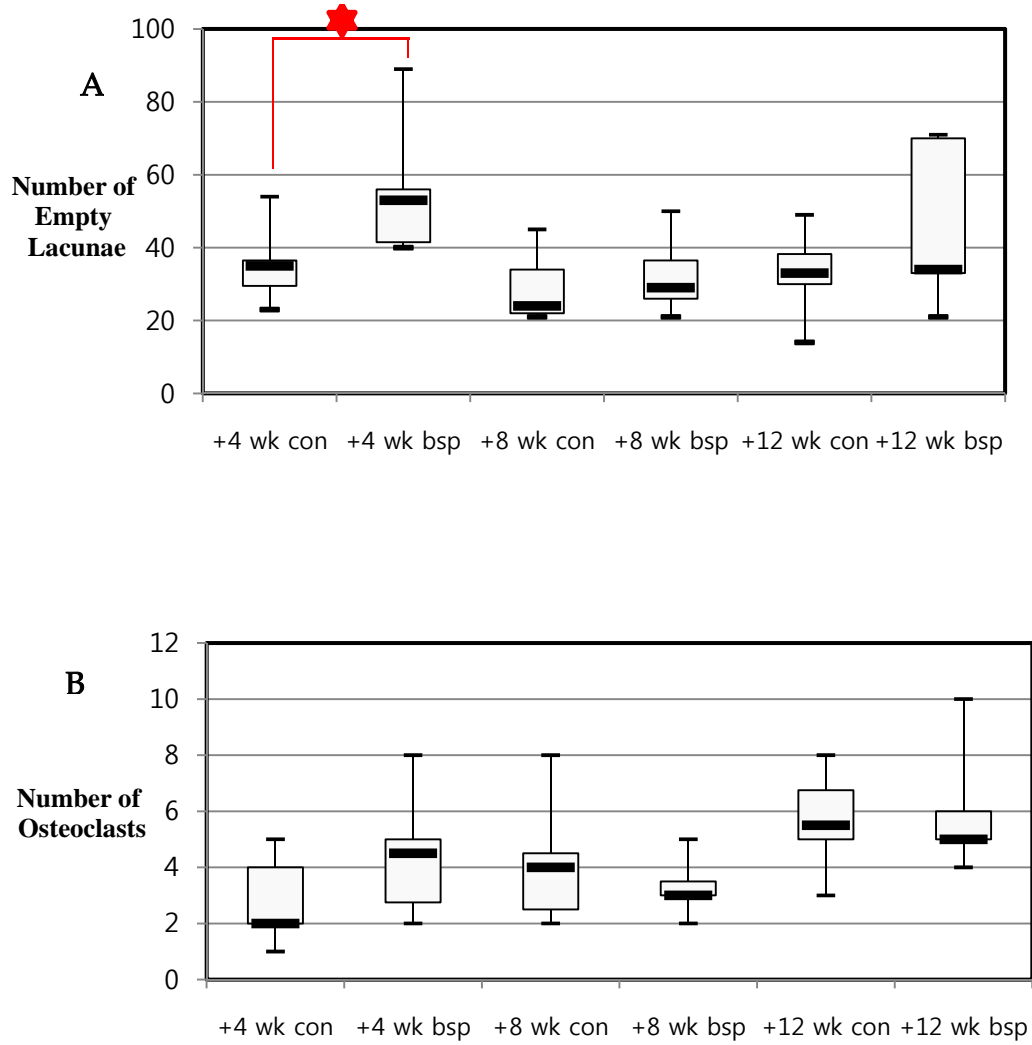 100
A
80
Number of
Empty
Lacunae
60
40
20
0
+4 wk con +4 wk bsp +8 wk con +8 wk bsp +12 wk con +12 wk bsp
12
B
10
8
Number of
Osteoclasts
6
4
2
0
+4 wk con +4 wk bsp +8 wk con +8 wk bsp +12 wk con +12 wk bsp